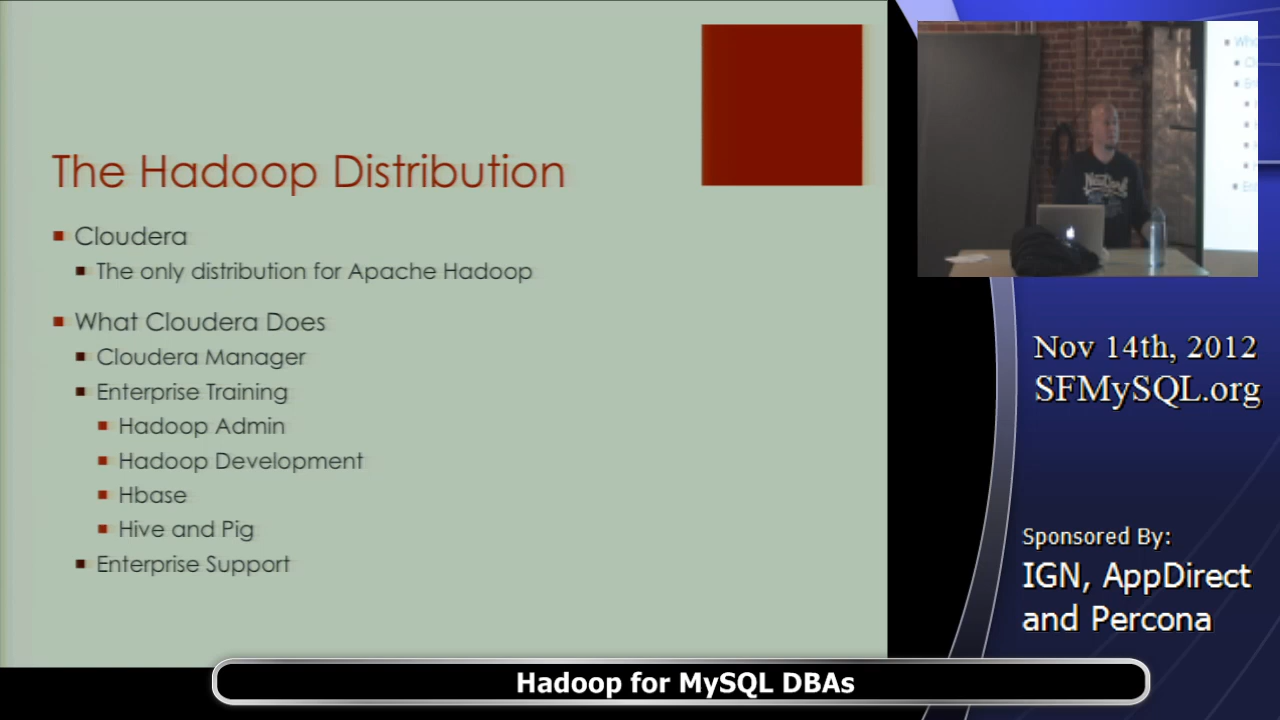 The Hadoop Distribution
Cloudera
The only distribution for Apache Hadoop
What Cloudera Does
Cloudera Manager
Enterprise Training
Hadoop Admin
Hadoop Development
Hbase
Hive and Pig
Enterprise Support
Nov 14th, 2012
SFMySQL.org
Sponsored By:
IGN, AppDirect
and Percona
Hadoop for MySQL DBAs